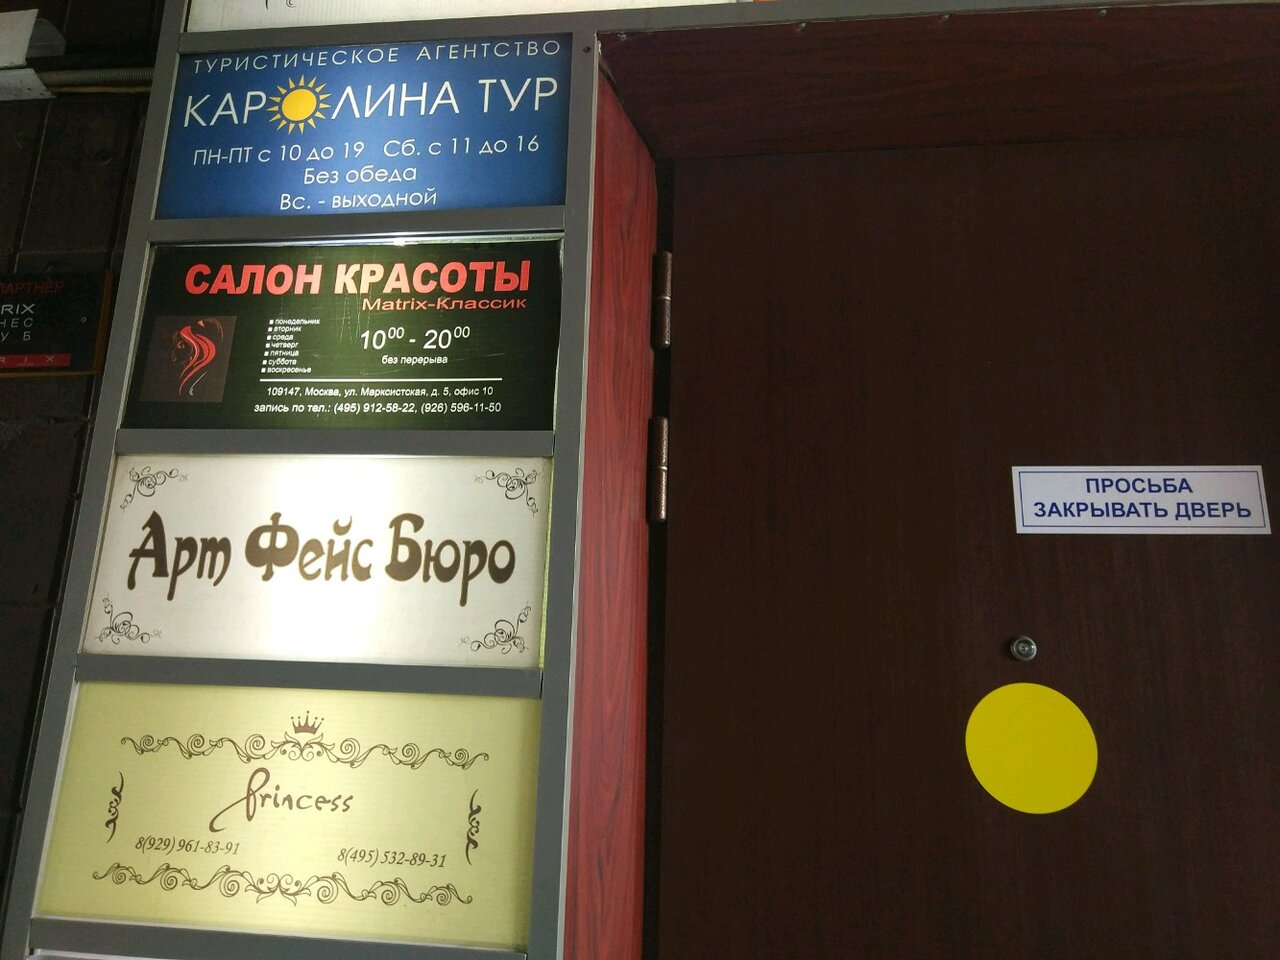 ТУРИСТИЧЕСКОЕ АГЕНТСТВО
КАРОЛИНА ТУР
ПН-ПТ с 10 до 19 Сб. с 11 до 16
Без обеда
Вс. - выходной
САЛОН КРАСОТЫ
Matrix-Классик
понедельник
вторник
среда
четверг
пятница
суббота
воскресенье
10⁰⁰ - 20⁰⁰
без перерыва
109147, Москва, ул. Марксистская, д. 5, офис 10
запись по тел.: (495) 912-58-22, (926) 596-11-50
Арт Фейс Бюро
Princess
8(929) 961-83-91
8(495) 532-89-31
ПРОСЬБА
ЗАКРЫВАТЬ ДВЕРЬ